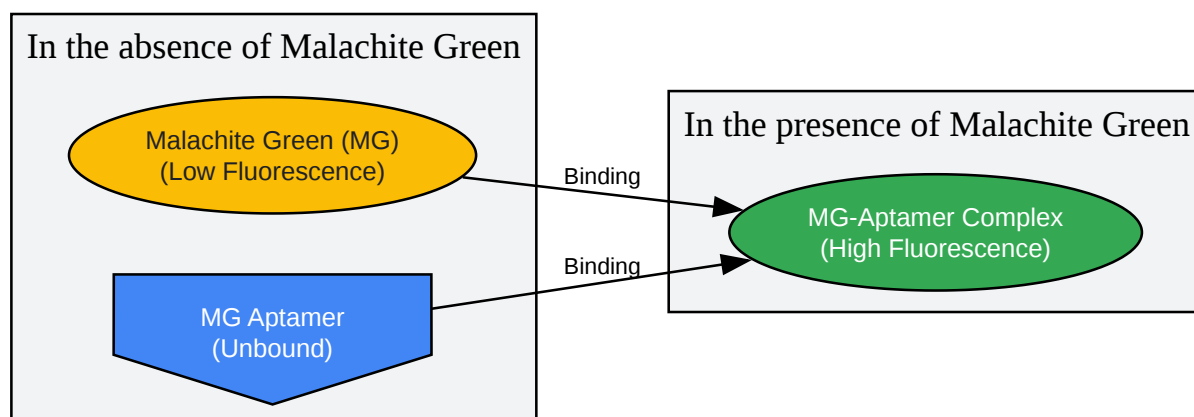 In the absence of Malachite Green
Malachite Green (MG)
(Low Fluorescence)
MG Aptamer
(Unbound)
Binding
Binding
In the presence of Malachite Green
MG-Aptamer Complex
(High Fluorescence)